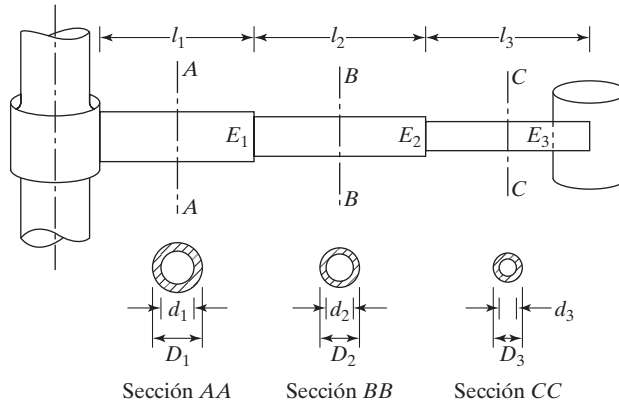 l₁ l₂ l₃
A B C
E₁ E₂ E₃
A B C
d₁ d₂ d₃
D₁ D₂ D₃
Sección AA Sección BB Sección CC